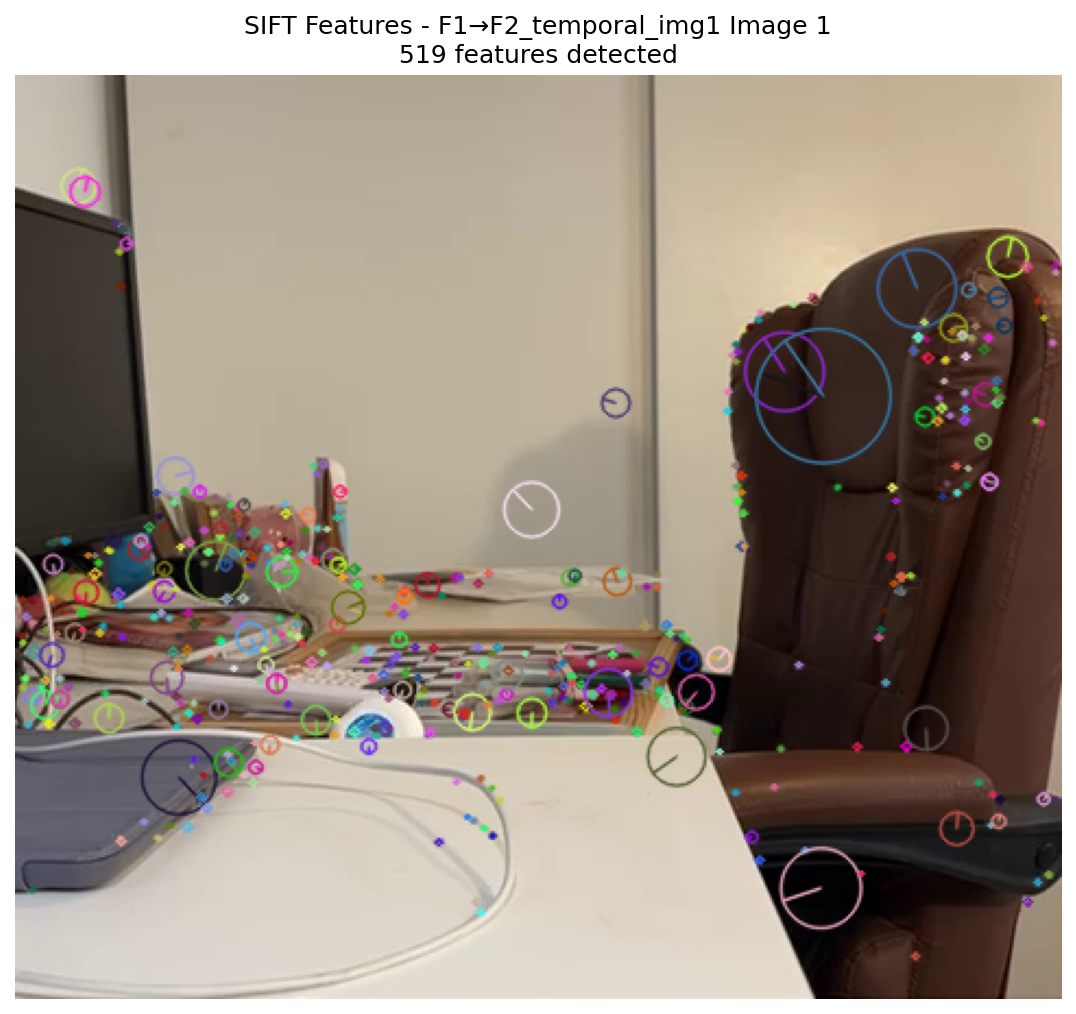 SIFT Features - F1→F2_temporal_img1 Image 1
519 features detected